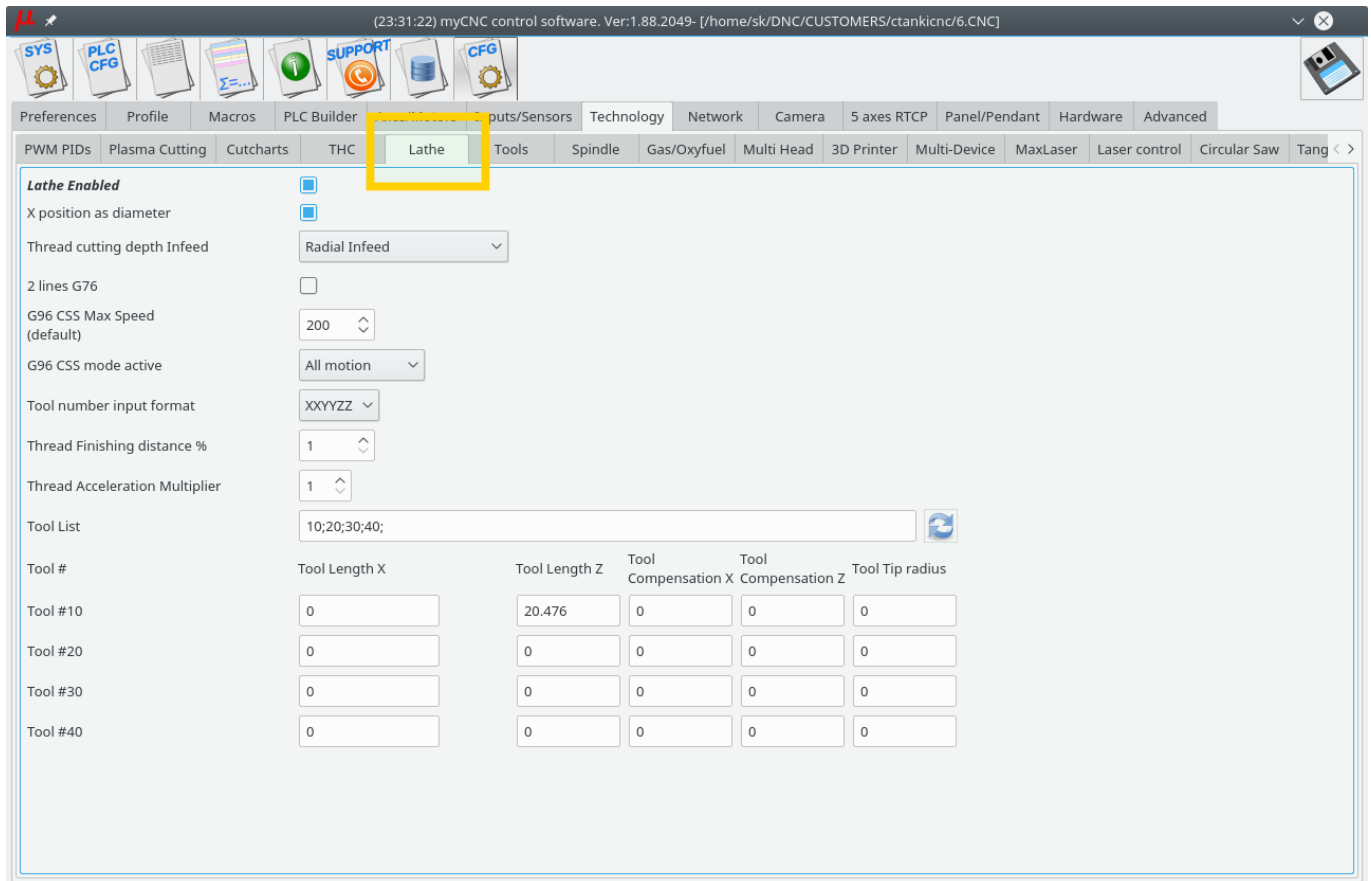 (23:31:22) myCNC control software. Ver:1.88.2049- [/home/sk/DNC/CUSTOMERS/ctankicnc/6.CNC]
SYS PLC CFG Σ=... i SUPPORT CFG
Preferences Profile Macros PLC Builder Technology Network Camera 5 axes RTCP Panel/Pendant Hardware Advanced
PWM PIDs Plasma Cutting Cutcharts THC Lathe Tools Spindle Gas/Oxyfuel Multi Head 3D Printer Multi-Device MaxLaser Laser control Circular Saw Tang
Lathe Enabled
X position as diameter
Thread cutting depth Infeed Radial Infeed
2 lines G76
G96 CSS Max Speed
(default) 200
G96 CSS mode active All motion
Tool number input format XXYYZZ
Thread Finishing distance % 1
Thread Acceleration Multiplier 1
Tool List 10;20;30;40;
Tool # Tool Length X Tool Length Z Tool Compensation X Tool Compensation Z Tool Tip radius
Tool #10 0 20.476 0 0 0
Tool #20 0 0 0 0 0
Tool #30 0 0 0 0 0
Tool #40 0 0 0 0 0